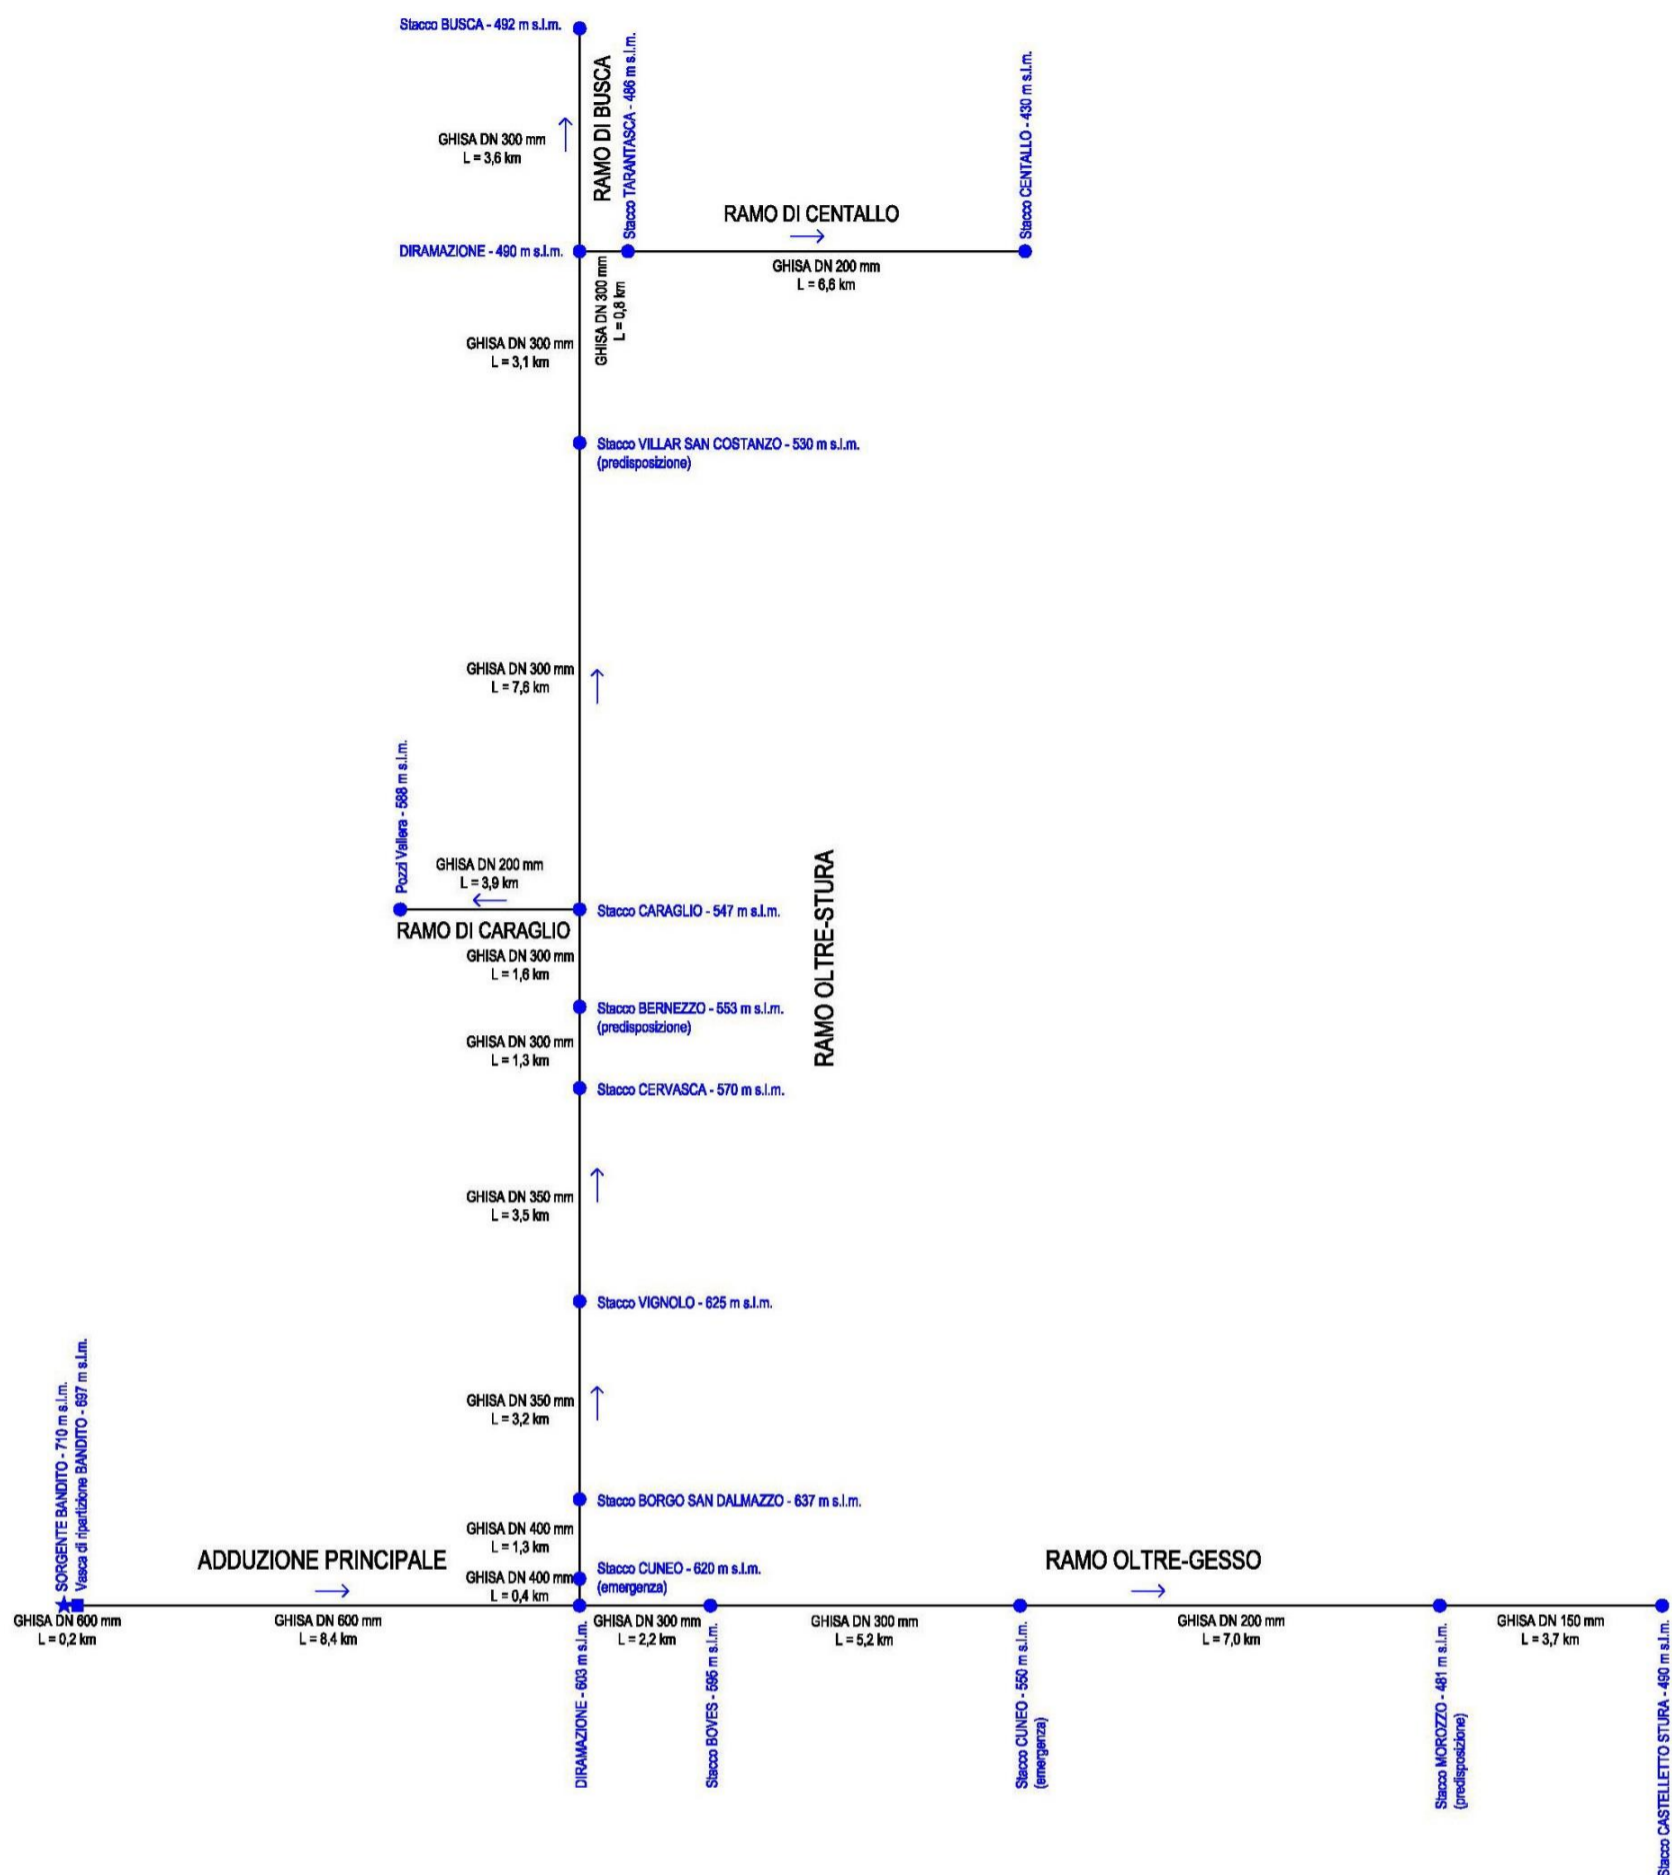 Stacco BUSCA - 492 m s.l.m.
RAMO DI BUSCA
Stacco TARANTASCA - 486 m s.l.m.
Stacco CENTALLO - 430 m s.l.m.
GHISA DN 300 mm
L = 3,6 km
RAMO DI CENTALLO
DIRAMAZIONE - 490 m s.l.m.
GHISA DN 200 mm
L = 6,6 km
GHISA DN 300 mm
L = 0,8 km
GHISA DN 300 mm
L = 3,1 km
Stacco VILLAR SAN COSTANZO - 530 m s.l.m.
(predisposizione)
GHISA DN 300 mm
L = 7,6 km
Pozzi Vallera - 588 m s.l.m.
GHISA DN 200 mm
L = 3,9 km
RAMO DI CARAGLIO
Stacco CARAGLIO - 547 m s.l.m.
RAMO OLTRE-STURA
GHISA DN 300 mm
L = 1,6 km
Stacco BERNEZZO - 553 m s.l.m.
(predisposizione)
GHISA DN 300 mm
L = 1,3 km
Stacco CERVASCA - 570 m s.l.m.
GHISA DN 350 mm
L = 3,5 km
Stacco VIGNOLO - 625 m s.l.m.
GHISA DN 350 mm
L = 3,2 km
Stacco BORGO SAN DALMAZZO - 637 m s.l.m.
GHISA DN 400 mm
L = 1,3 km
Stacco CUNEO - 620 m s.l.m.
(emergenza)
GHISA DN 400 mm
L = 0,4 km
SORGENTE BANDITO - 710 m s.l.m.
Vasca di ripartizione BANDITO - 697 m s.l.m.
ADDUZIONE PRINCIPALE
RAMO OLTRE-GESSO
GHISA DN 600 mm
L = 0,2 km
GHISA DN 600 mm
L = 8,4 km
GHISA DN 300 mm
L = 2,2 km
GHISA DN 300 mm
L = 5,2 km
GHISA DN 200 mm
L = 7,0 km
GHISA DN 150 mm
L = 3,7 km
DIRAMAZIONE - 603 m s.l.m.
Stacco BOVES - 595 m s.l.m.
Stacco CUNEO - 550 m s.l.m.
(emergenza)
Stacco MOROZZO - 481 m s.l.m.
(predisposizione)
Stacco CASTELLETTO STURA - 490 m s.l.m.